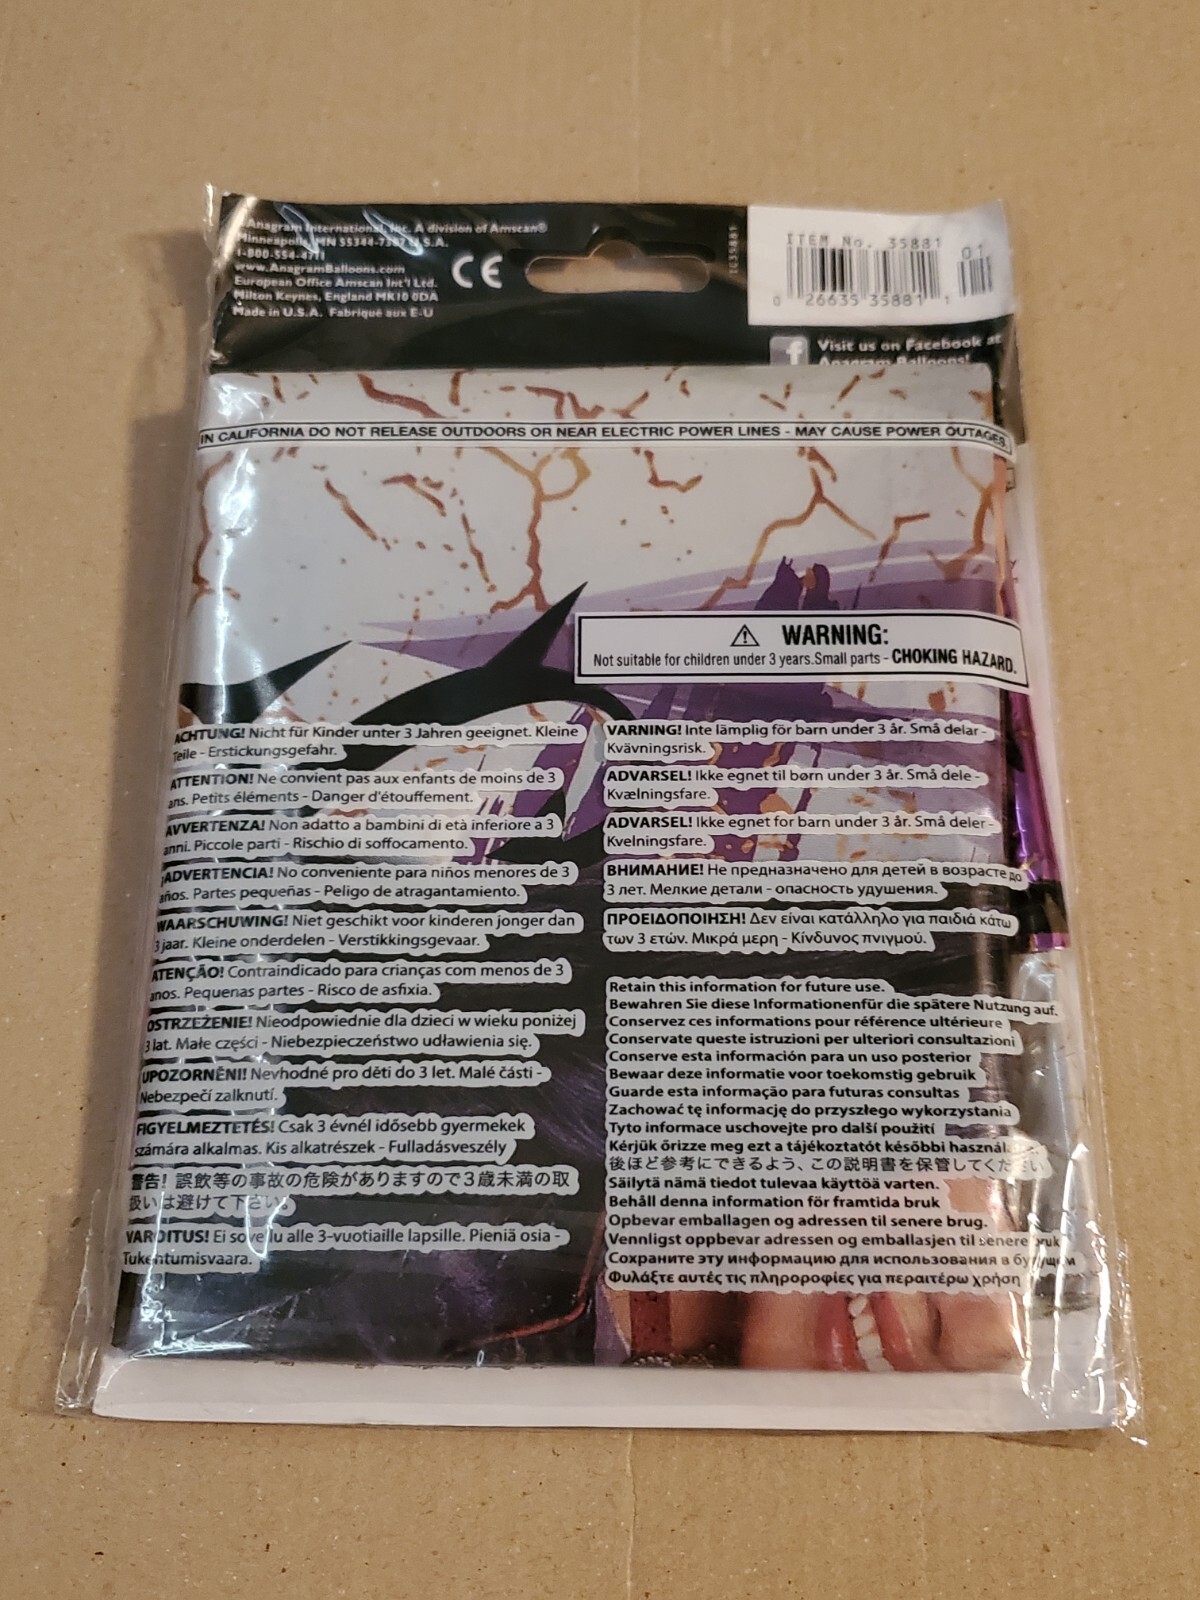 Anagram International, Inc. A division of Amscan®
Minneapolis, MN 55344-7387 U.S.A.
1-800-554-4711
www.AnagramBalloons.com
European Office Amscan Int'l Ltd.
Milton Keynes, England MK10 0DA
Made in U.S.A. Fabriqué aux E-U
CE
ITEM No. 35881
01
0 26635 35881 1
Visit us on Facebook at
Anagram Balloons!
IN CALIFORNIA DO NOT RELEASE OUTDOORS OR NEAR ELECTRIC POWER LINES - MAY CAUSE POWER OUTAGES
WARNING:
Not suitable for children under 3 years.Small parts - CHOKING HAZARD.
ACHTUNG! Nicht für Kinder unter 3 Jahren geeignet. Kleine
Teile - Erstickungsgefahr.
ATTENTION! Ne convient pas aux enfants de moins de 3
ans. Petits éléments - Danger d'étouffement.
AVVERTENZA! Non adatto a bambini di età inferiore a 3
anni. Piccole parti - Rischio di soffocamento.
¡ADVERTENCIA! No conveniente para niños menores de 3
años. Partes pequeñas - Peligo de atragantamiento.
WAARSCHUWING! Niet geschikt voor kinderen jonger dan
3 jaar. Kleine onderdelen - Verstikkingsgevaar.
ATENÇÃO! Contraindicado para crianças com menos de 3
anos. Pequenas partes - Risco de asfixia.
OSTRZEŻENIE! Nieodpowiednie dla dzieci w wieku poniżej
3 lat. Małe części - Niebezpieczeństwo udławienia się.
UPOZORNĚNI! Nevhodné pro děti do 3 let. Malé části -
Nebezpečí zalknutí.
FIGYELMEZTETÉS! Csak 3 évnél idősebb gyermekek
számára alkalmas. Kis alkatrészek - Fulladásveszély
警告! 誤飲等の事故の危険がありますので3歳未満の取
扱いは避けて下さい。
VAROITUS! Ei sovellu alle 3-vuotiaille lapsille. Pieniä osia -
Tukehtumisvaara.
VARNING! Inte lämplig för barn under 3 år. Små delar -
Kvävningsrisk.
ADVARSEL! Ikke egnet til børn under 3 år. Små dele -
Kvælningsfare.
ADVARSEL! Ikke egnet for barn under 3 år. Små deler -
Kvelningsfare.
ВНИМАНИЕ! Не предназначено для детей в возрасте до
3 лет. Мелкие детали - опасность удушения.
ΠΡΟΕΙΔΟΠΟΙΗΣΗ! Δεν είναι κατάλληλο για παιδιά κάτω
των 3 ετών. Μικρά μερη - Κίνδυνος πνιγμού.
Retain this information for future use.
Bewahren Sie diese Informationenfür die spätere Nutzung auf.
Conservez ces informations pour référence ultérieure
Conservate queste istruzioni per ulteriori consultazioni
Conserve esta información para un uso posterior
Bewaar deze informatie voor toekomstig gebruik
Guarde esta informação para futuras consultas
Zachować tę informację do przyszłego wykorzystania
Tyto informace uschovejte pro další použití
Kérjük őrizze meg ezt a tájékoztatót későbbi használ
後ほど参考にできるよう、この説明書を保管してください
Säilytä nämä tiedot tulevaa käyttöä varten.
Behåll denna information för framtida bruk
Opbevar emballagen og adressen til senere brug.
Vennligst oppbevar adressen og emballasjen til senere bruk
Сохраните эту информацию для использования в будущем
Φυλάξτε αυτές τις πληροροφίες για περαιτέρω χρήση